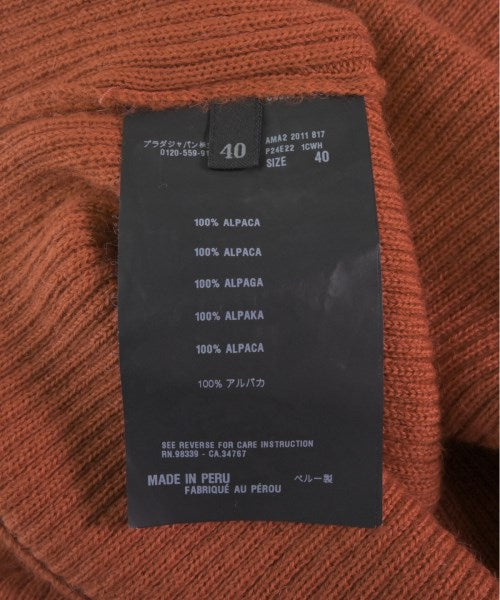 プラダジャパン株
0120-559-91
40
AMA2 2011 817
P24E22 1CWH
SIZE 40
100% ALPACA
100% ALPACA
100% ALPAGA
100% ALPAKA
100% ALPACA
100% アルパカ
SEE REVERSE FOR CARE INSTRUCTION
RN.98339 - CA.34767
MADE IN PERU ペルー製
FABRIQUÉ AU PÉROU